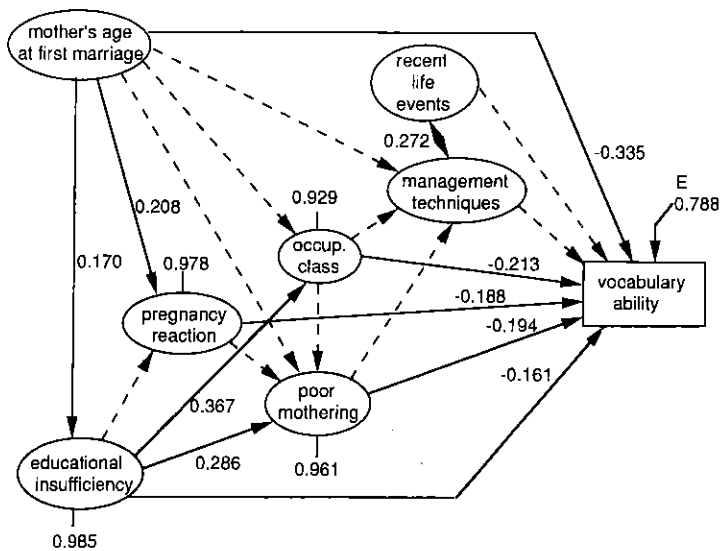 mother's age
at first marriage
recent
life
events
0.272
-0.335
management
techniques
E
0.788
0.929
0.208
occup.
class
-0.213
0.170
0.978
vocabulary
ability
-0.188
pregnancy
reaction
-0.194
-0.161
poor
mothering
0.367
educational
insufficiency
0.286
0.961
0.985